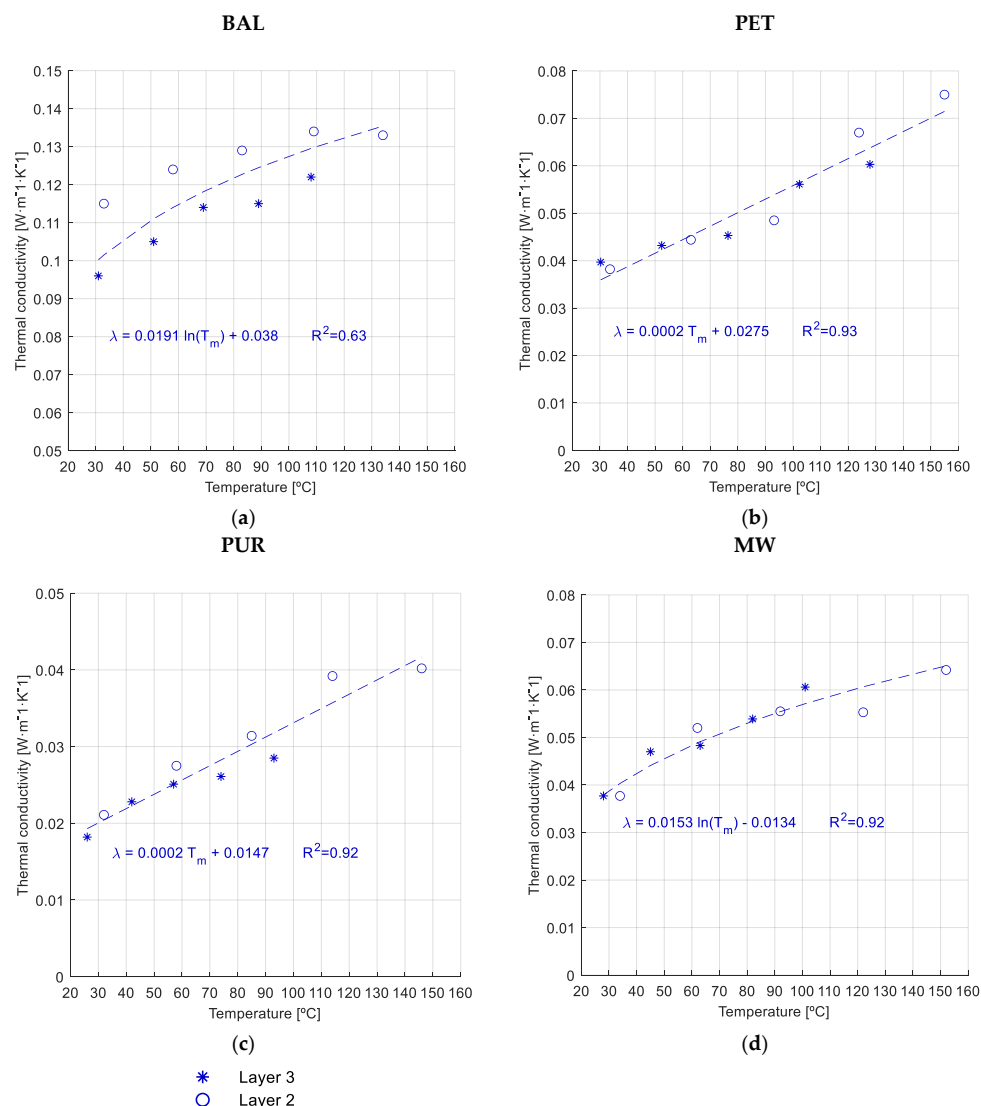 BAL
0.15
0.14
0.13
0.12
0.11
0.1
0.09
0.08
0.07
0.06
0.05
Thermal conductivity [W·m⁻1·K⁻1]
λ = 0.0191 ln(Tₘ) + 0.038 R²=0.63
20 30 40 50 60 70 80 90 100 110 120 130 140 150 160
Temperature [ºC]
(a)
PET
0.08
0.07
0.06
0.05
0.04
0.03
0.02
0.01
0
Thermal conductivity [W·m⁻1·K⁻1]
λ = 0.0002 Tₘ + 0.0275 R²=0.93
20 30 40 50 60 70 80 90 100 110 120 130 140 150 160
Temperature [ºC]
(b)
PUR
0.05
0.04
0.03
0.02
0.01
0
Thermal conductivity [W·m⁻1·K⁻1]
λ = 0.0002 Tₘ + 0.0147 R²=0.92
20 30 40 50 60 70 80 90 100 110 120 130 140 150 160
Temperature [ºC]
(c)
MW
0.08
0.07
0.06
0.05
0.04
0.03
0.02
0.01
0
Thermal conductivity [W·m⁻1·K⁻1]
λ = 0.0153 ln(Tₘ) - 0.0134 R²=0.92
20 30 40 50 60 70 80 90 100 110 120 130 140 150 160
Temperature [ºC]
(d)
Layer 3
Layer 2